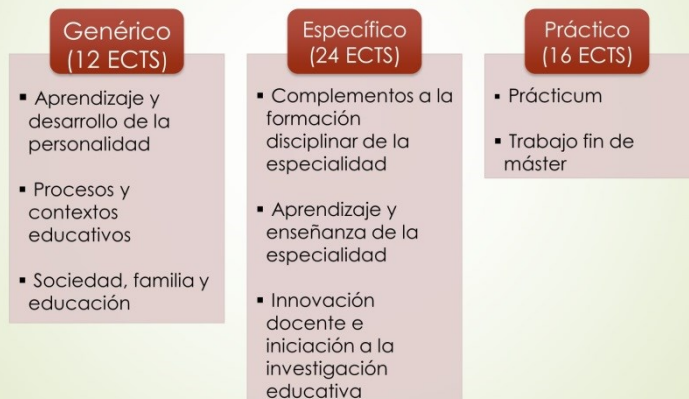 Genérico
(12 ECTS)
▪ Aprendizaje y
desarrollo de la
personalidad
▪ Procesos y
contextos
educativos
▪ Sociedad, familia y
educación
Específico
(24 ECTS)
▪ Complementos a la
formación
disciplinar de la
especialidad
▪ Aprendizaje y
enseñanza de la
especialidad
▪ Innovación
docente e
iniciación a la
investigación
educativa
Práctico
(16 ECTS)
▪ Prácticum
▪ Trabajo fin de
máster